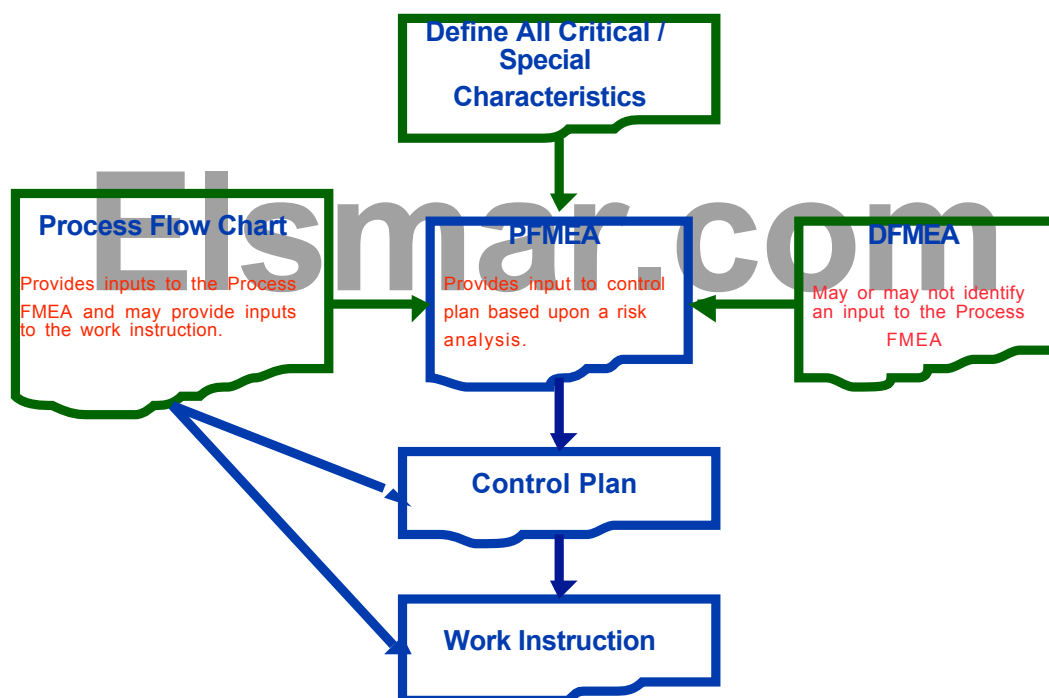 Define All Critical /
Special
Characteristics
Elsmar.com
Process Flow Chart
Provides inputs to the Process
FMEA and may provide inputs
to the work instruction.
PFMEA
Provides input to control
plan based upon a risk
analysis.
DFMEA
May or may not identify
an input to the Process
FMEA
Control Plan
Work Instruction